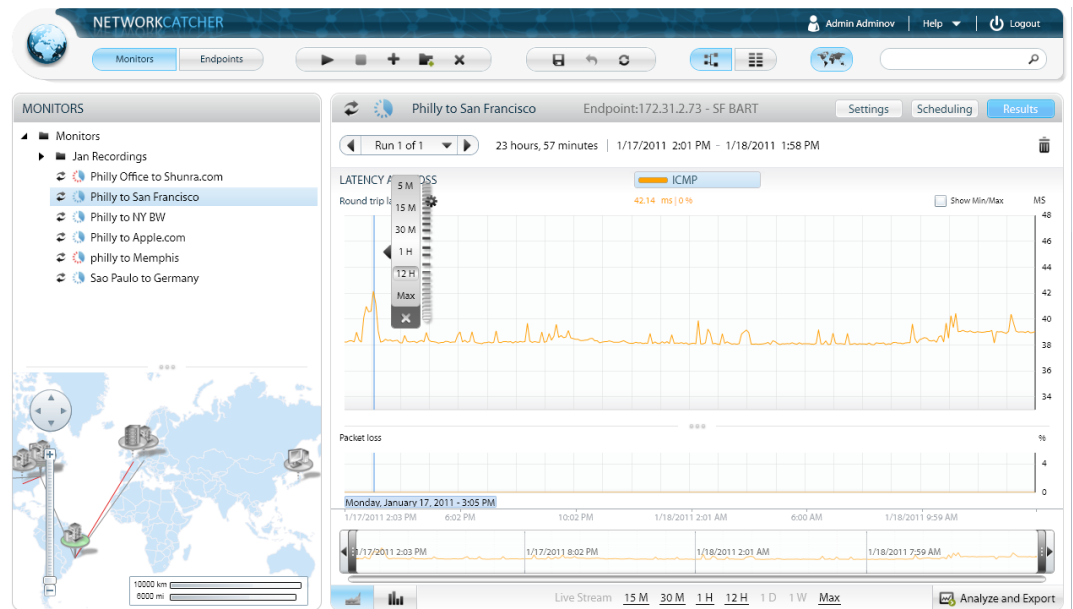 NETWORKCATCHER
Admin Adminov
Help
Logout
Monitors
Endpoints
MONITORS
Monitors
Jan Recordings
Philly Office to Shunra.com
Philly to San Francisco
Philly to NY BW
Philly to Apple.com
philly to Memphis
Sao Paulo to Germany
10000 km
6000 mi
Philly to San Francisco
Endpoint:172.31.2.73 - SF BART
Settings
Scheduling
Results
Run 1 of 1
23 hours, 57 minutes | 1/17/2011 2:01 PM - 1/18/2011 1:58 PM
LATENCY
OSS
ICMP
Round trip
42.14 ms | 0 %
Show Min/Max
MS
5 M
15 M
30 M
1 H
12 H
Max
48
46
44
42
40
38
36
34
Packet loss
%
4
0
Monday, January 17, 2011 - 3:05 PM
1/17/2011 2:03 PM
6:02 PM
10:02 PM
1/18/2011 2:01 AM
6:00 AM
1/18/2011 9:59 AM
1/17/2011 2:03 PM
1/17/2011 8:02 PM
1/18/2011 2:01 AM
1/18/2011 7:59 AM
Live Stream
15 M
30 M
1 H
12 H
1 D
1 W
Max
Analyze and Export